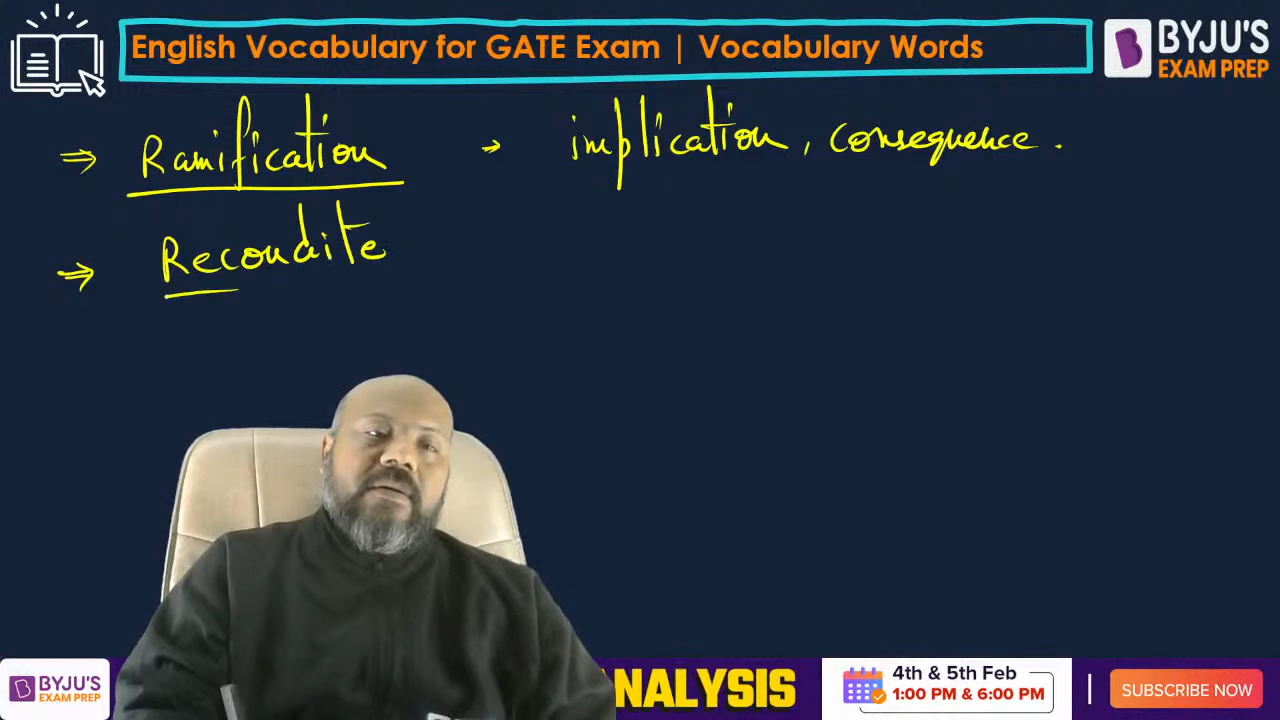 English Vocabulary for GATE Exam | Vocabulary Words
BYJU'S
EXAM PREP
⇒ Ramification → implication, consequence.
⇒ Recondite
BYJU'S
EXAM PREP
NALYSIS
4th & 5th Feb
1:00 PM & 6:00 PM
SUBSCRIBE NOW